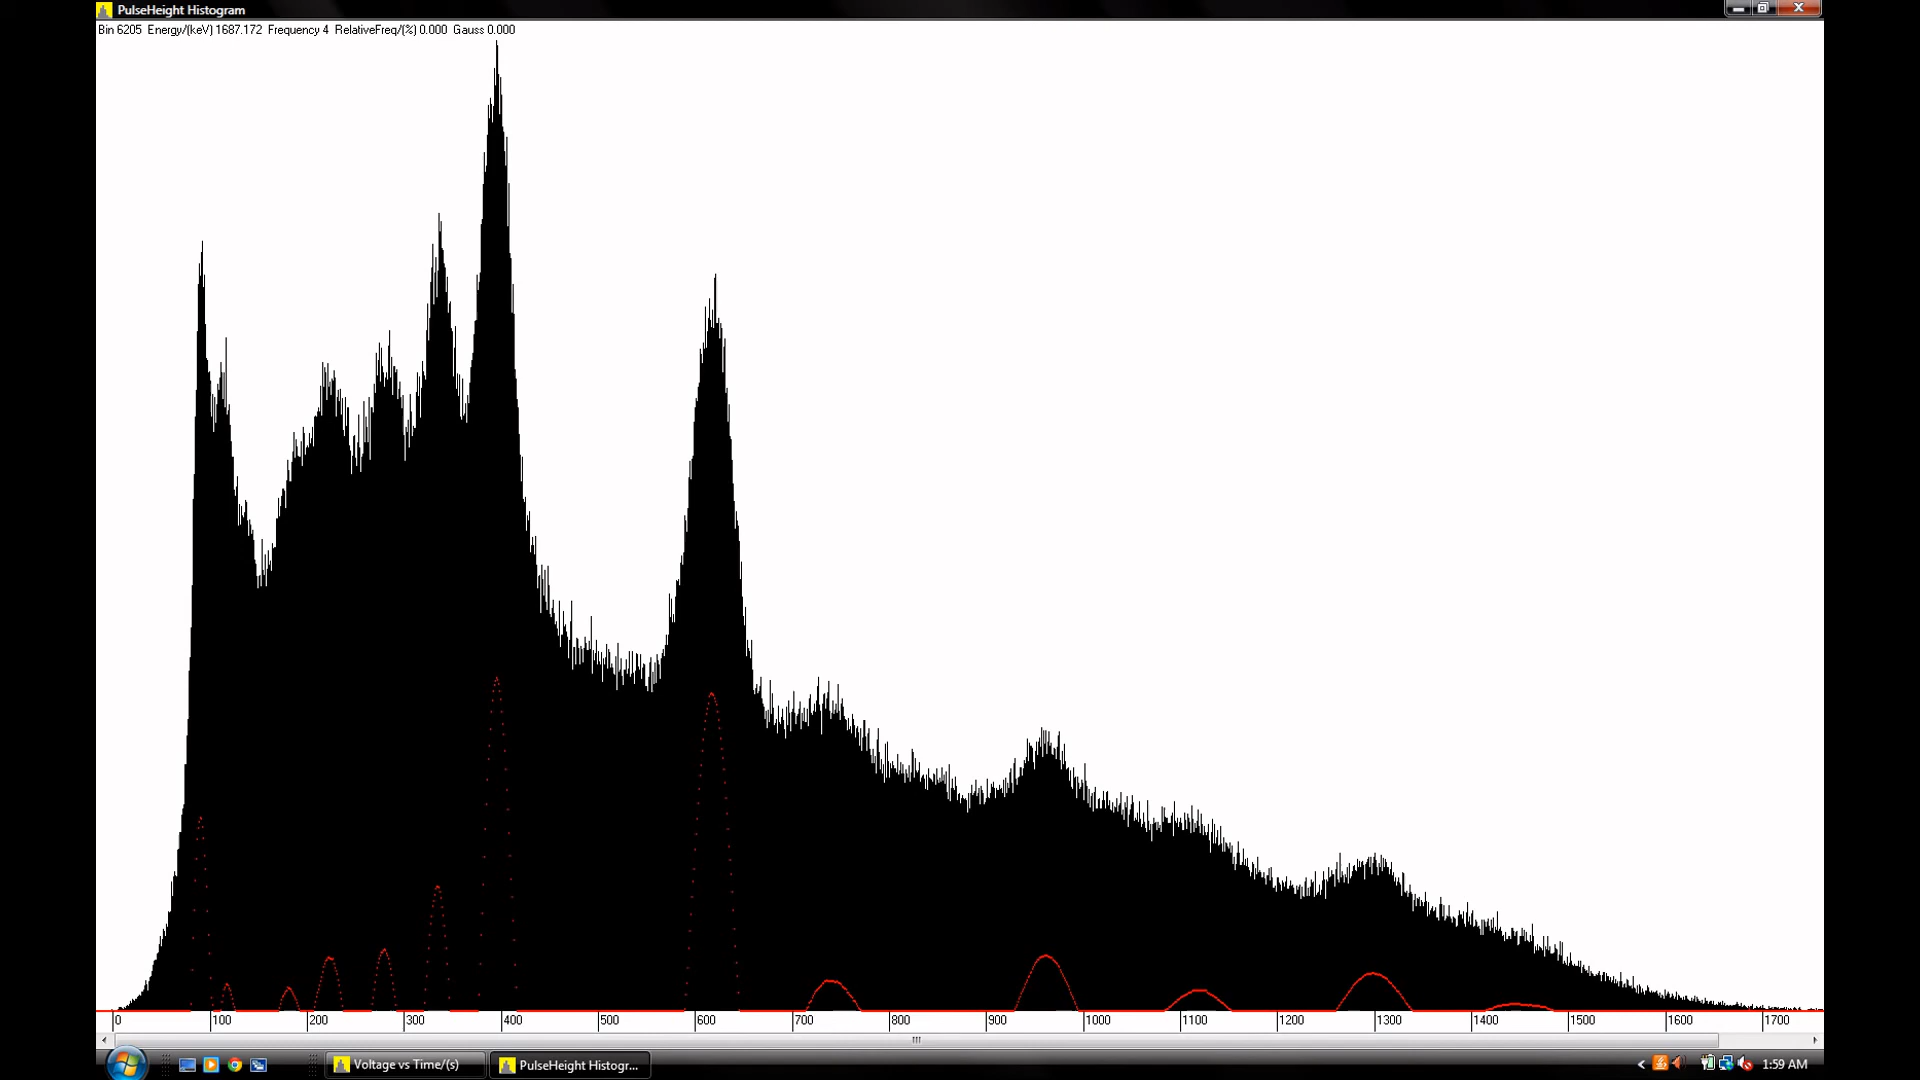 PulseHeight Histogram
Bin 6205 Energy/(keV) 1687.172 Frequency 4 RelativeFreq/(%) 0.000 Gauss 0.000
0 100 200 300 400 500 600 700 800 900 1000 1100 1200 1300 1400 1500 1600 1700
Voltage vs Time/(s) PulseHeight Histogr... 1:59 AM